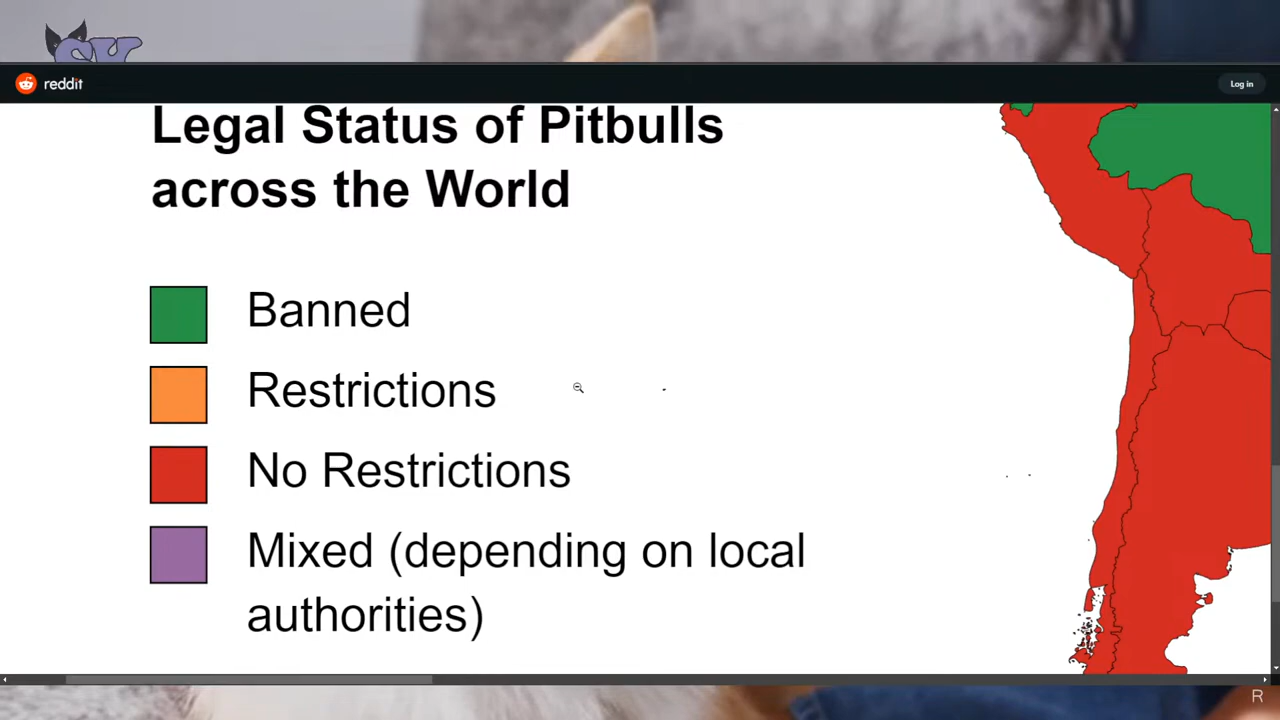 CV
reddit
Log in
Legal Status of Pitbulls
across the World
Banned
Restrictions
No Restrictions
Mixed (depending on local
authorities)
R